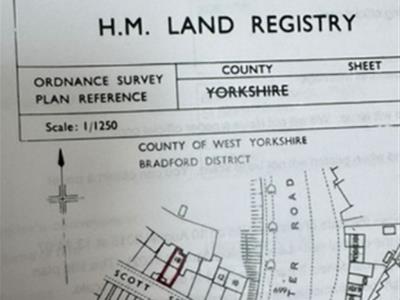 H.M. LAND REGISTRY
ORDNANCE SURVEY
PLAN REFERENCE
COUNTY SHEET
YORKSHIRE
Scale: 1/1250
COUNTY OF WEST YORKSHIRE
BRADFORD DISTRICT
SCOTT
TER ROAD